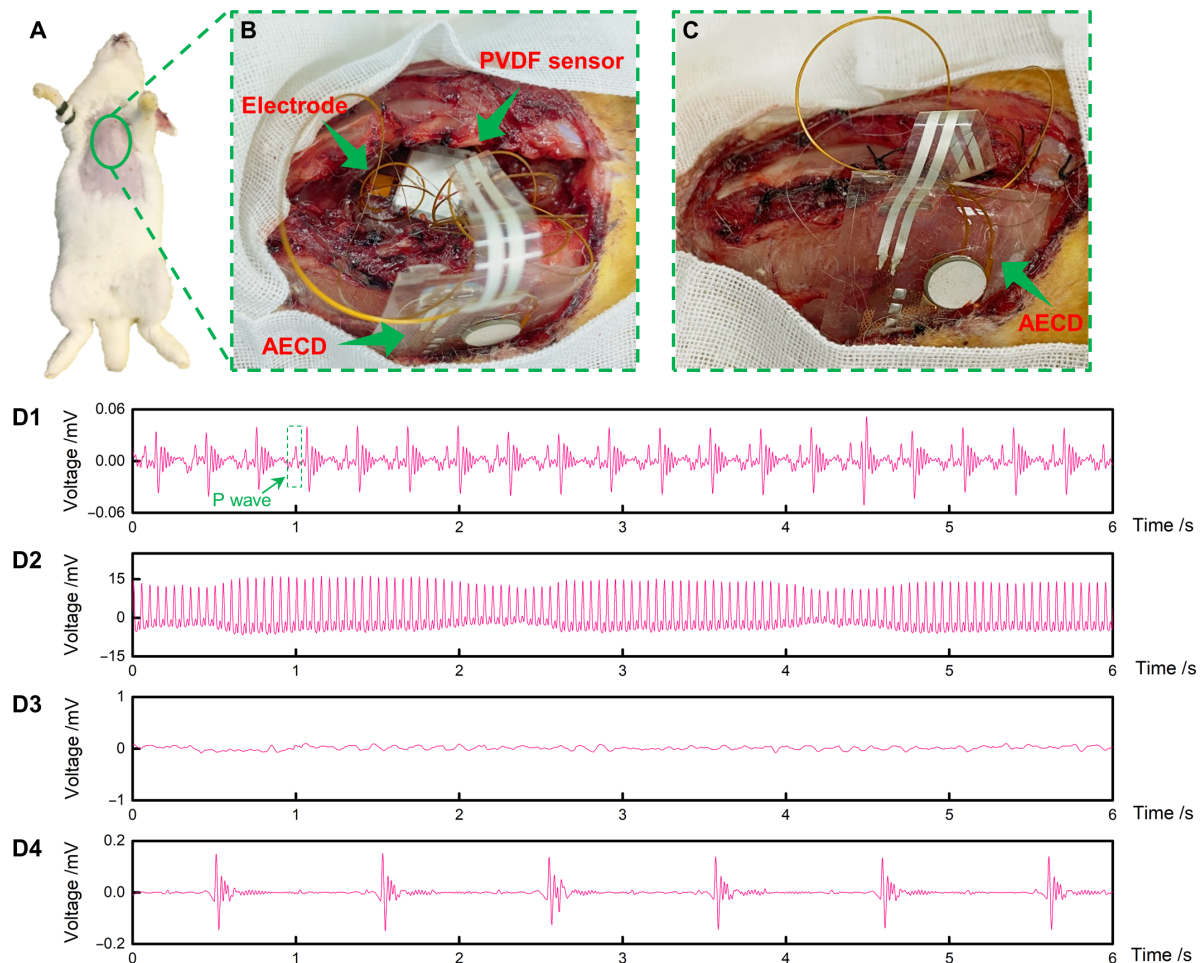 A
B
C
PVDF sensor
Electrode
AECD
AECD
D1
Voltage /mV
0.06
0.00
−0.06
P wave
0 1 2 3 4 5 6
Time /s
D2
Voltage /mV
15
0
−15
0 1 2 3 4 5 6
Time /s
D3
Voltage /mV
1
0
−1
0 1 2 3 4 5 6
Time /s
D4
Voltage /mV
0.2
0.0
−0.2
0 1 2 3 4 5 6
Time /s